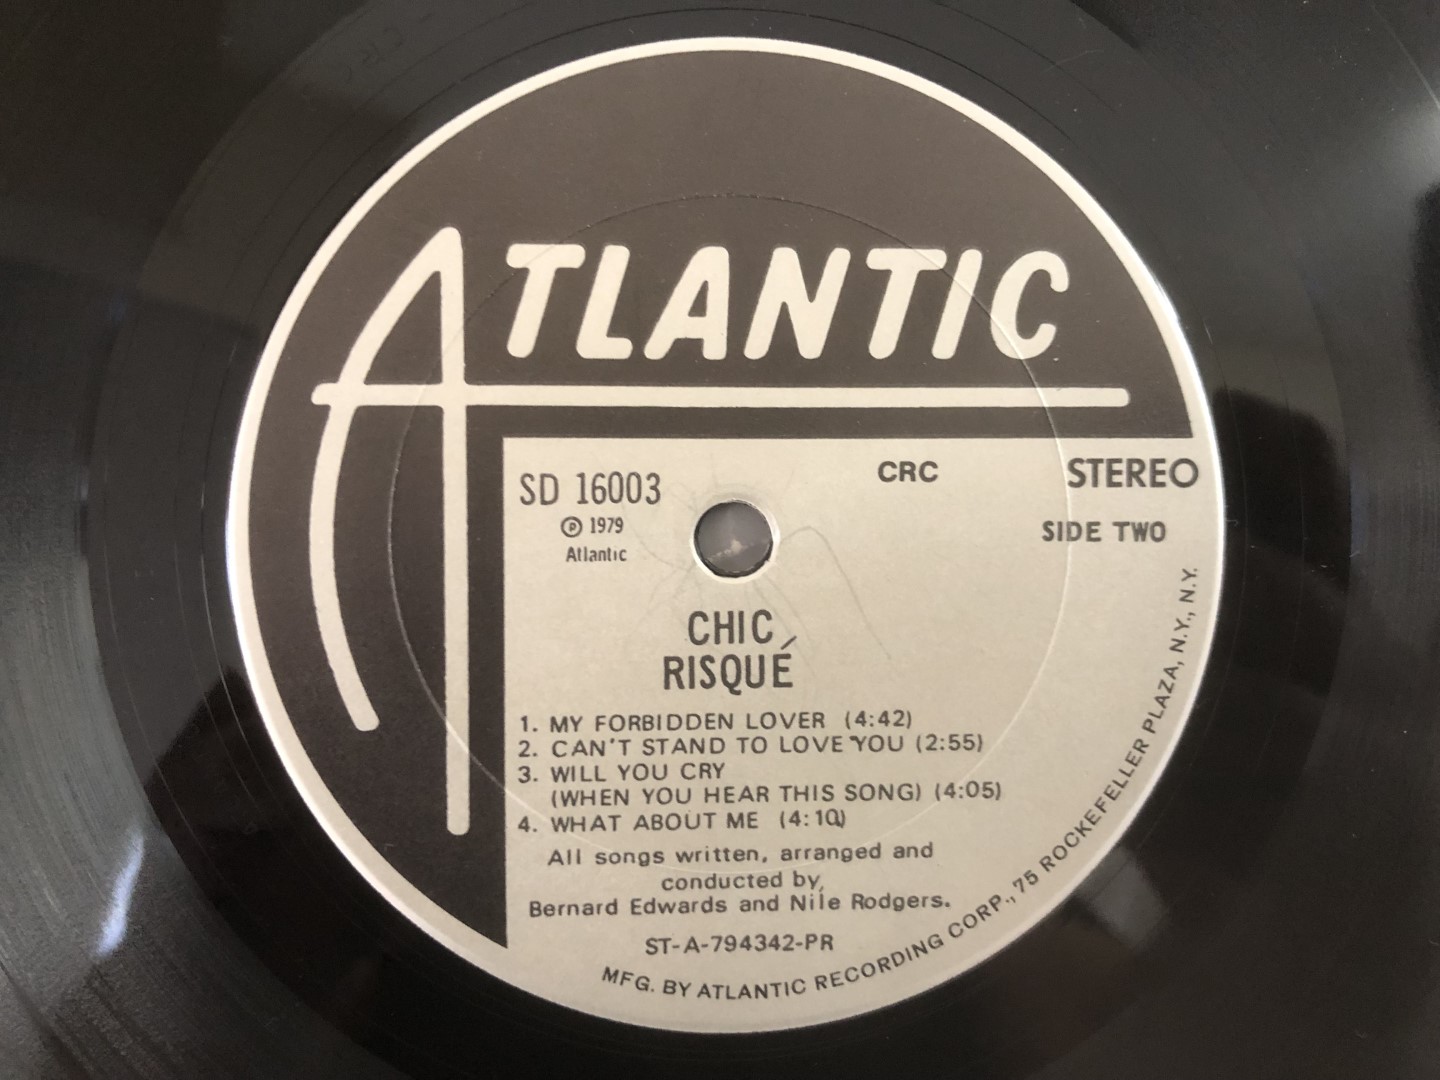 ATLANTIC
SD 16003
CRC
STEREO
℗ 1979
SIDE TWO
Atlantic
CHIC
RISQUÉ
1. MY FORBIDDEN LOVER (4:42)
2. CAN'T STAND TO LOVE YOU (2:55)
3. WILL YOU CRY
(WHEN YOU HEAR THIS SONG) (4:05)
4. WHAT ABOUT ME (4:10)
All songs written, arranged and
conducted by,
Bernard Edwards and Nile Rodgers.
ST-A-794342-PR
MFG. BY ATLANTIC RECORDING CORP., 75 ROCKEFELLER PLAZA, N.Y., N.Y.